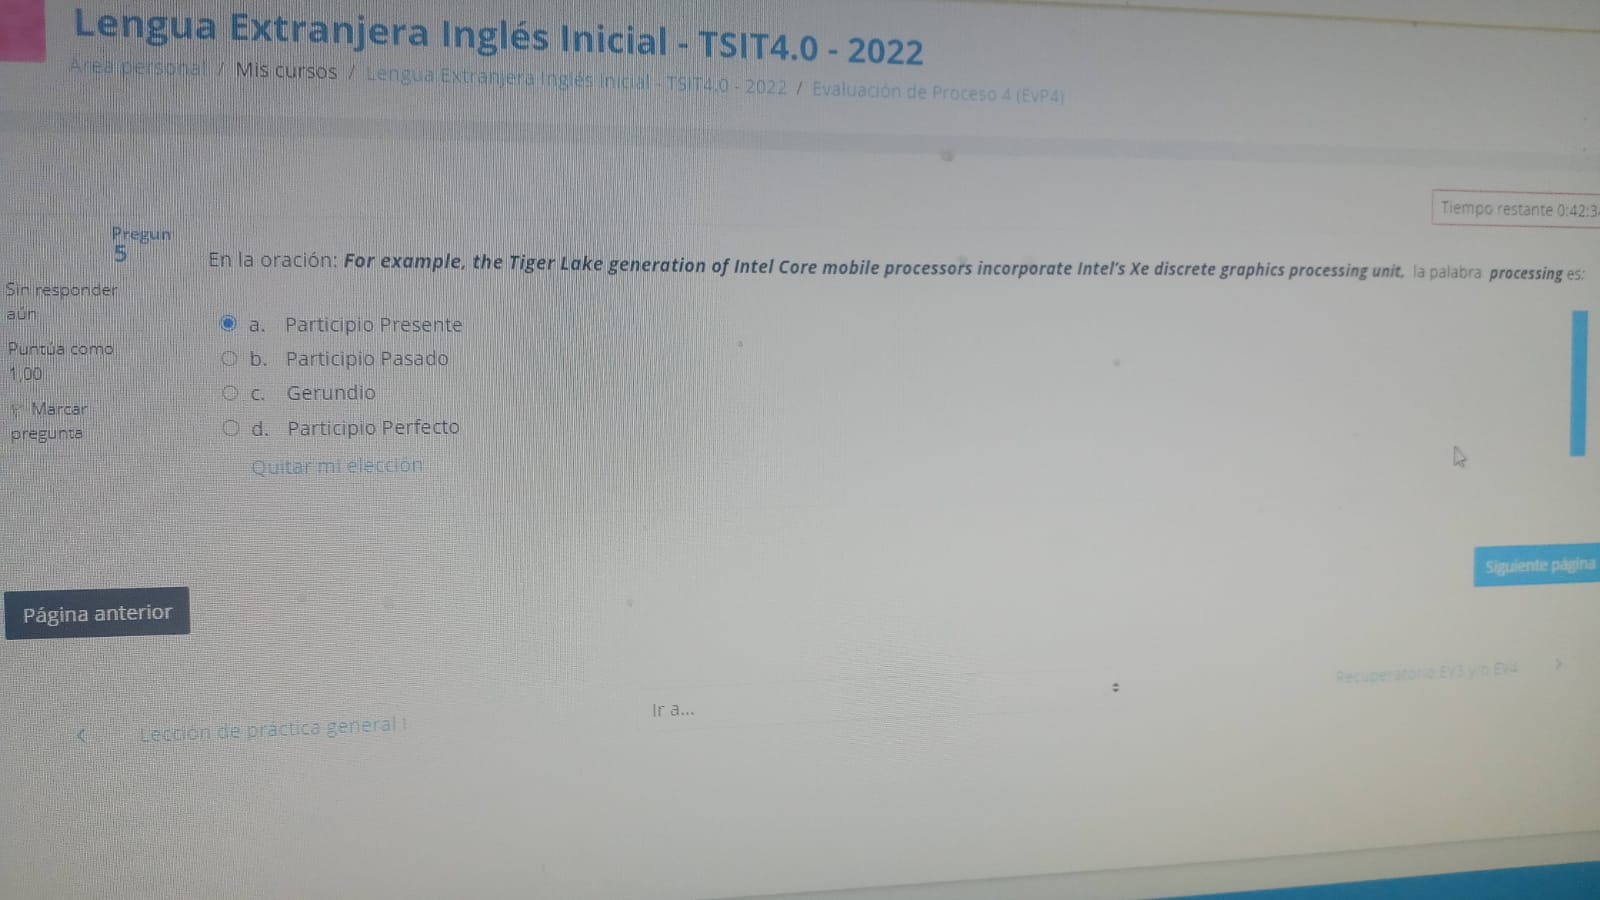 Lengua Extranjera Inglés Inicial - TSIT4.0 - 2022
Área personal / Mis cursos / Lengua Extranjera Inglés Inicial - TSIT4.0 - 2022 / Evaluación de Proceso 4 (EvP4)
Tiempo restante 0:42:3
Pregun
5
Sin responder
aún
Puntúa como
1,00
Marcar
pregunta
En la oración: For example, the Tiger Lake generation of Intel Core mobile processors incorporate Intel's Xe discrete graphics processing unit, la palabra processing es:
a. Participio Presente
b. Participio Pasado
c. Gerundio
d. Participio Perfecto
Quitar mi elección
Siguiente página
Página anterior
Recuperatorio EV3 y/o EV4
Lección de práctica general I
Ir a...